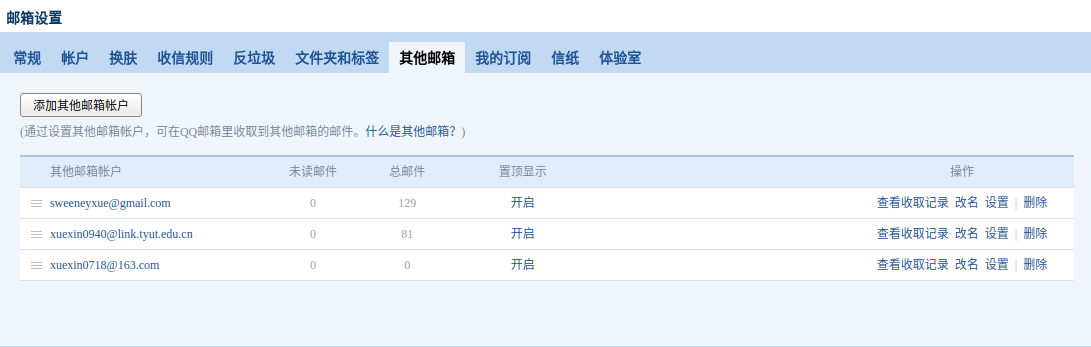 邮箱设置
常规 帐户 换肤 收信规则 反垃圾 文件夹和标签 其他邮箱 我的订阅 信纸 体验室
添加其他邮箱帐户
(通过设置其他邮箱帐户，可在QQ邮箱里收取到其他邮箱的邮件。什么是其他邮箱？)
其他邮箱帐户 未读邮件 总邮件 置顶显示 操作
sweeneyxue@gmail.com 0 129 开启 查看收取记录 改名 设置 | 删除
xuexin0940@link.tyut.edu.cn 0 81 开启 查看收取记录 改名 设置 | 删除
xuexin0718@163.com 0 0 开启 查看收取记录 改名 设置 | 删除